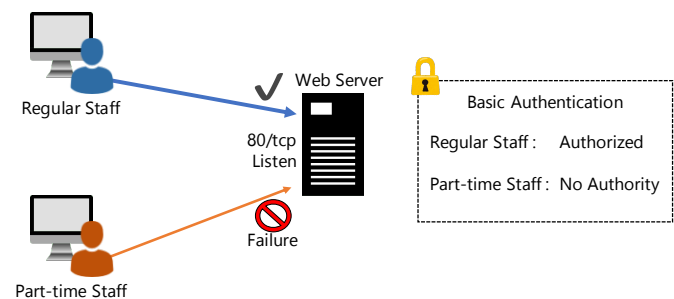 Regular Staff
Web Server
80/tcp
Listen
Failure
Part-time Staff
Basic Authentication
Regular Staff : Authorized
Part-time Staff : No Authority